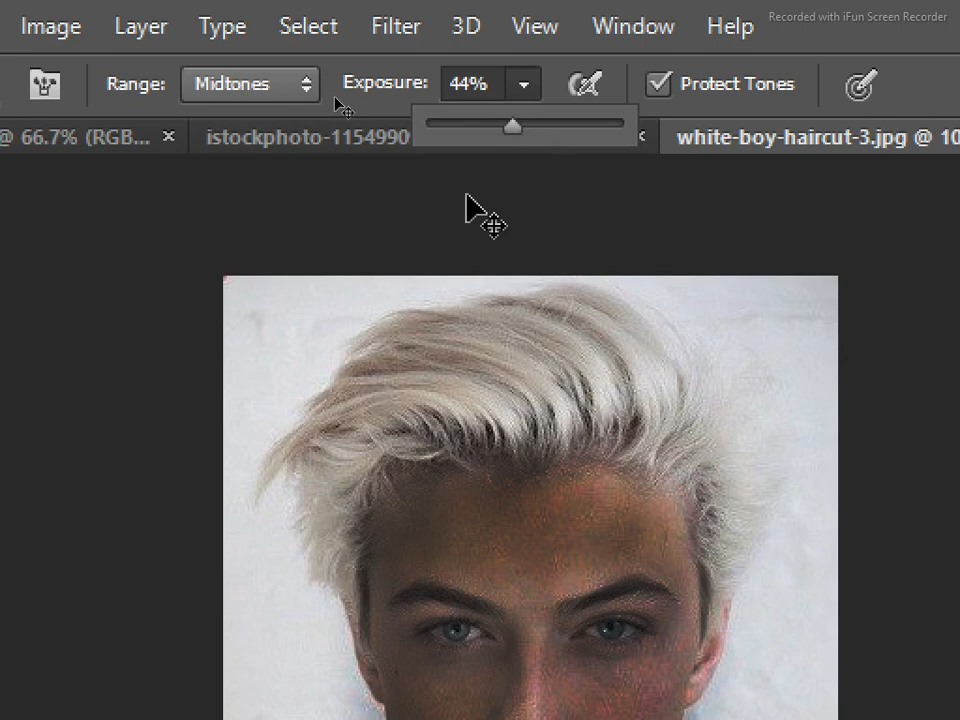 Recorded with iFun Screen Recorder
Image Layer Type Select Filter 3D View Window Help
Range: Midtones Exposure: 44% Protect Tones
@ 66.7% (RGB... × istockphoto-1154990 white-boy-haircut-3.jpg @ 10